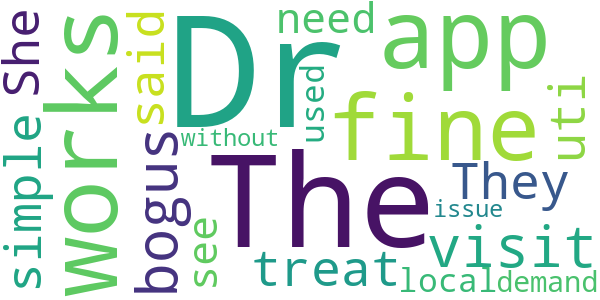 She
simple
works
said
bogus
Dr
need
app
used
fine
uti
without
The
They
issue
see
treat
visit
local
demand